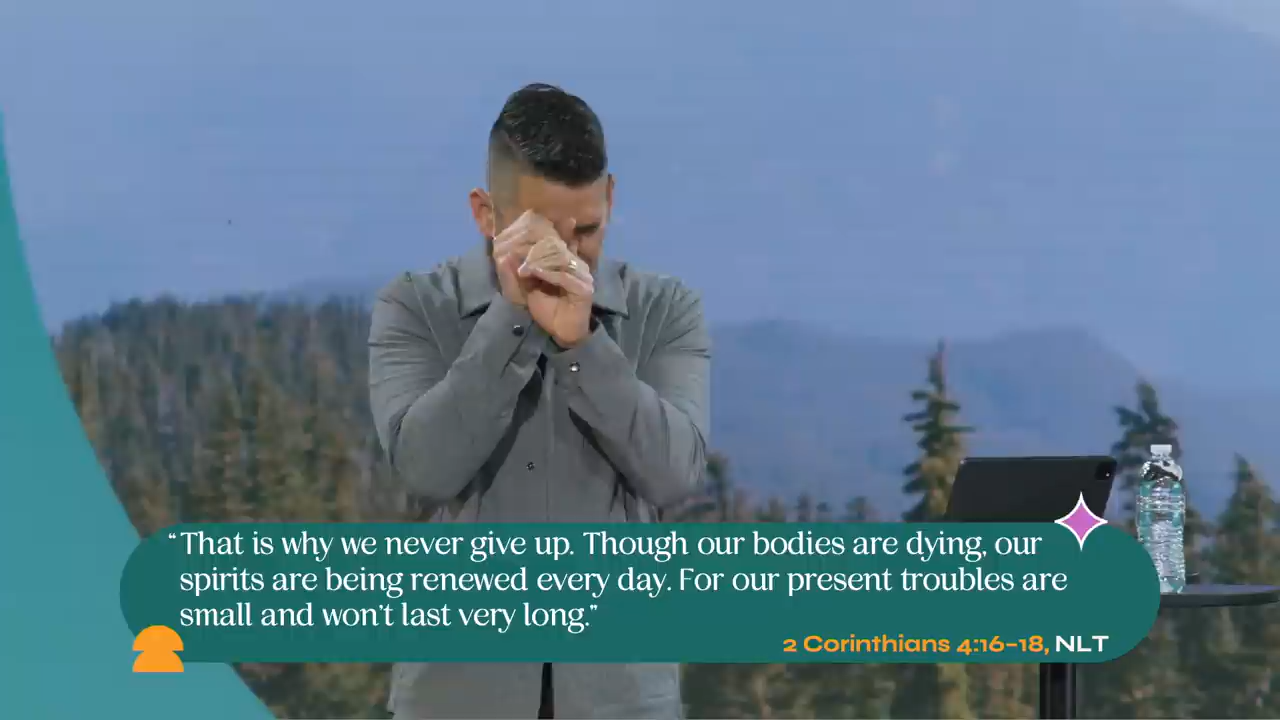 “That is why we never give up. Though our bodies are dying, our
spirits are being renewed every day. For our present troubles are
small and won’t last very long.”
2 Corinthians 4:16–18, NLT